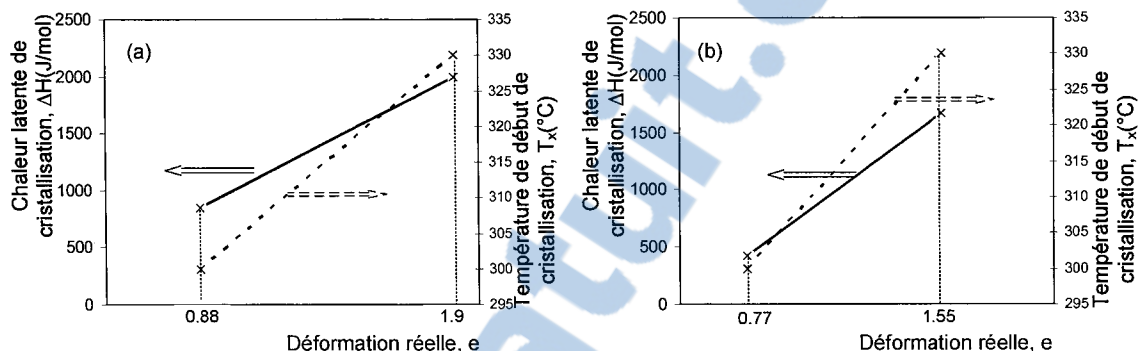 Chaleur latente de
cristallisation, ΔH(J/mol)
2500
2000
1500
1000
500
0
(a)
335
330
325
320
315
310
305
300
295
Température de début de
cristallisation, Tₓ(°C)
0.88
1.9
Déformation réelle, e
Chaleur latente de
cristallisation, ΔH(J/mol)
2500
2000
1500
1000
500
0
(b)
335
330
325
320
315
310
305
300
295
Température de début de
cristallisation, Tₓ(°C)
0.77
1.55
Déformation réelle, e